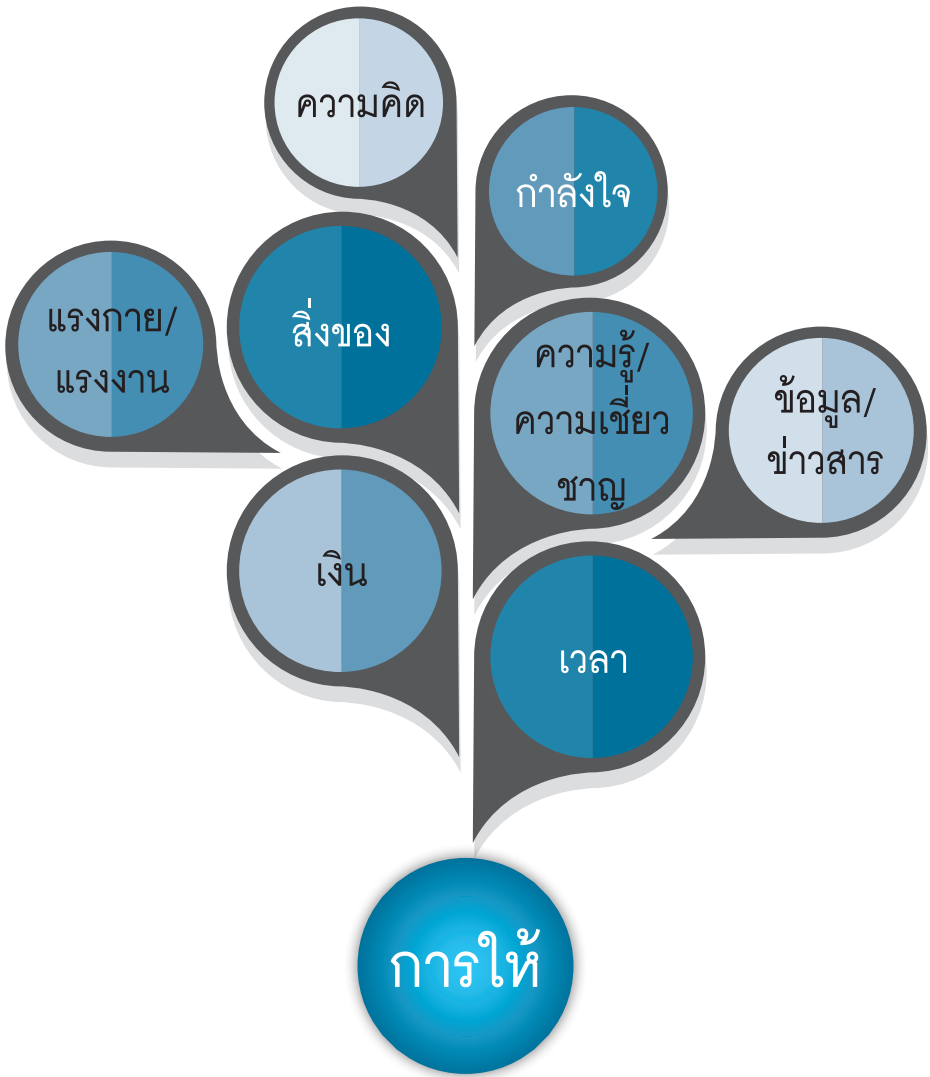 ความคิด
กำลังใจ
แรงกาย/
แรงงาน
สิ่งของ
ความรู้/
ความเชี่ยว
ชาญ
ข้อมูล/
ข่าวสาร
เงิน
เวลา
การให้